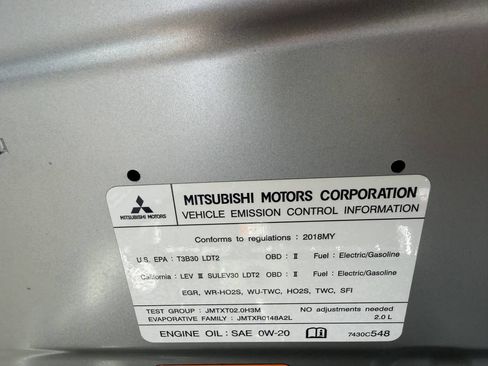 MITSUBISHI MOTORS
MITSUBISHI MOTORS CORPORATION
VEHICLE EMISSION CONTROL INFORMATION
Conforms to regulations : 2018MY
U.S. EPA : T3B30 LDT2 OBD : II Fuel : Electric/Gasoline
California : LEV III SULEV30 LDT2 OBD : II Fuel : Electric/Gasoline
EGR, WR-HO2S, WU-TWC, HO2S, TWC, SFI
TEST GROUP : JMTXT02.0H3M NO adjustments needed
EVAPORATIVE FAMILY : JMTXR0148A2L 2.0 L
ENGINE OIL : SAE 0W-20 7430C548